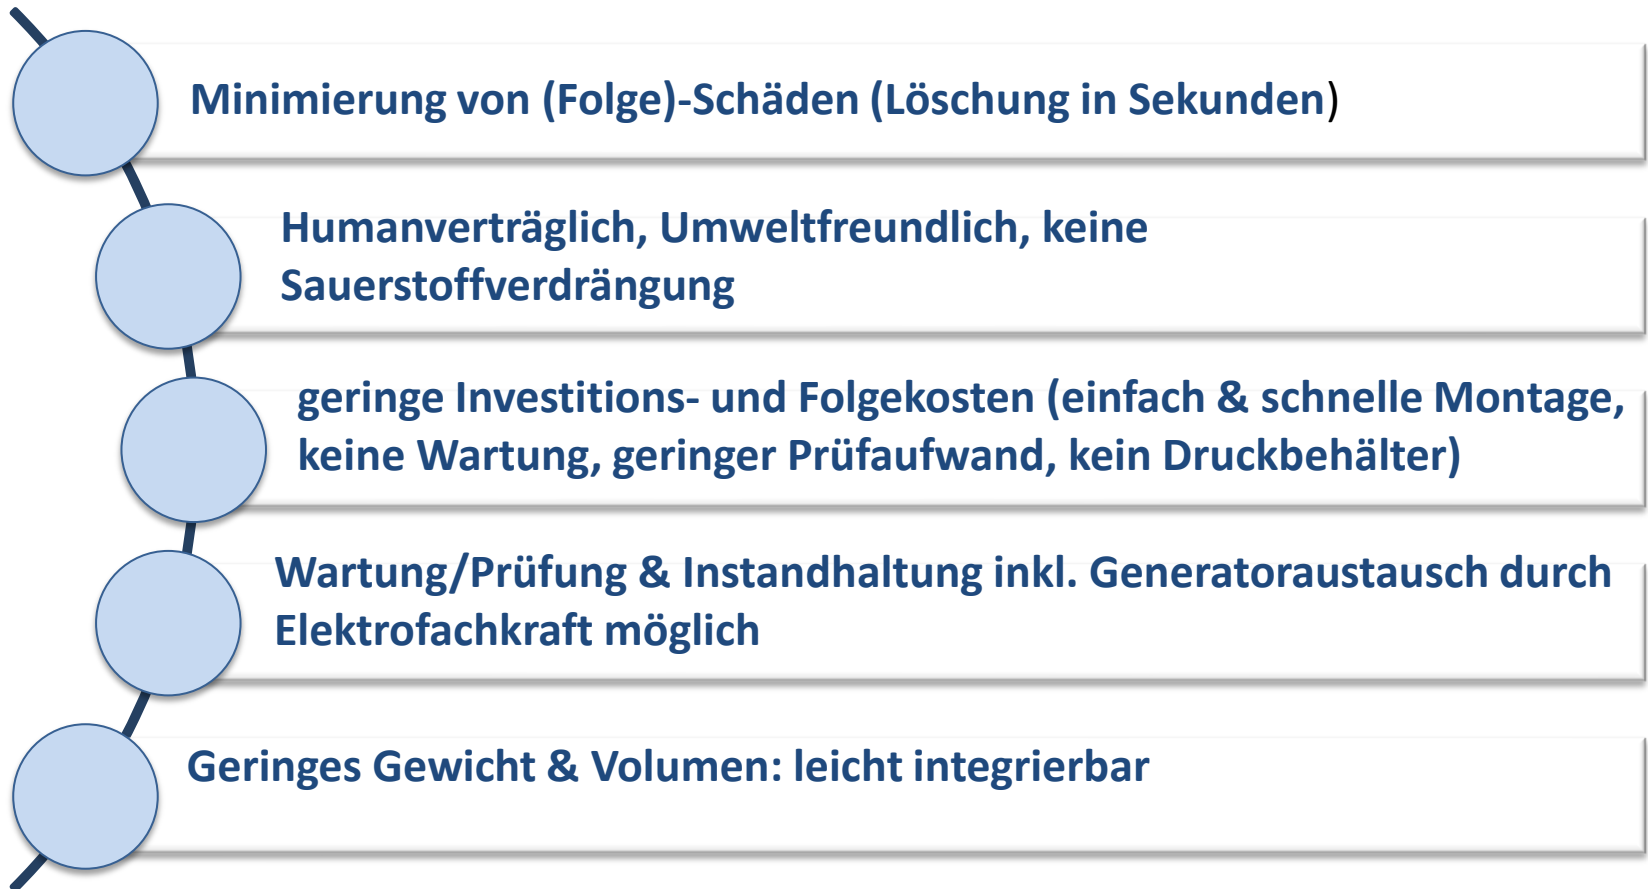 Minimierung von (Folge)-Schäden (Löschung in Sekunden)
Humanverträglich, Umweltfreundlich, keine
Sauerstoffverdrängung
geringe Investitions- und Folgekosten (einfach & schnelle Montage,
keine Wartung, geringer Prüfaufwand, kein Druckbehälter)
Wartung/Prüfung & Instandhaltung inkl. Generatoraustausch durch
Elektrofachkraft möglich
Geringes Gewicht & Volumen: leicht integrierbar